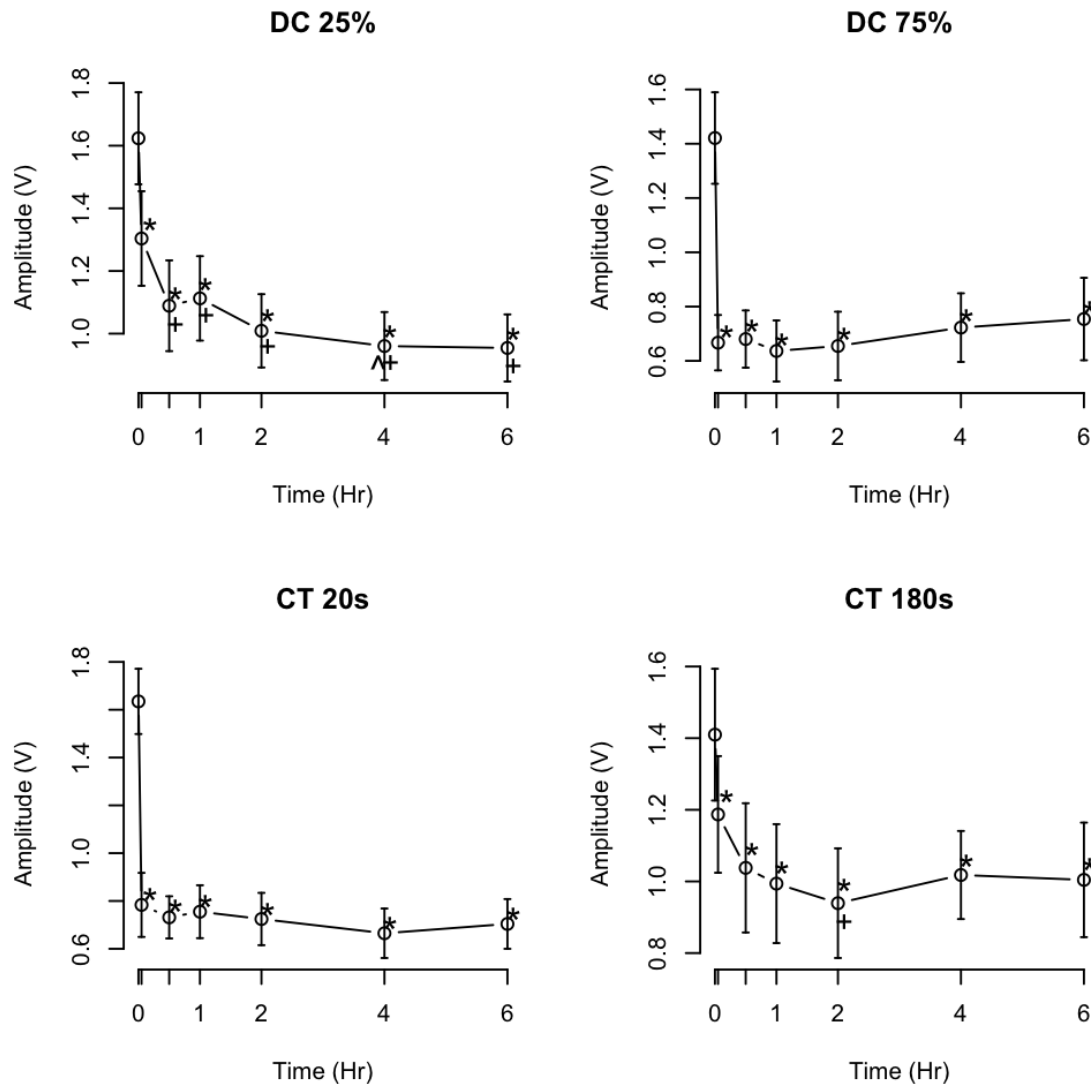 DC 25%
Amplitude (V)
1.8
1.6
1.4
1.2
1.0
*
*
+
*
+
*
+
*
^+
*
+
0 1 2 4 6
Time (Hr)
DC 75%
Amplitude (V)
1.6
1.4
1.2
1.0
0.8
0.6
* * * * * *
0 1 2 4 6
Time (Hr)
CT 20s
Amplitude (V)
1.8
1.4
1.0
0.6
* * * * * *
0 1 2 4 6
Time (Hr)
CT 180s
Amplitude (V)
1.6
1.4
1.2
1.0
0.8
*
*
*
*
+
*
*
0 1 2 4 6
Time (Hr)